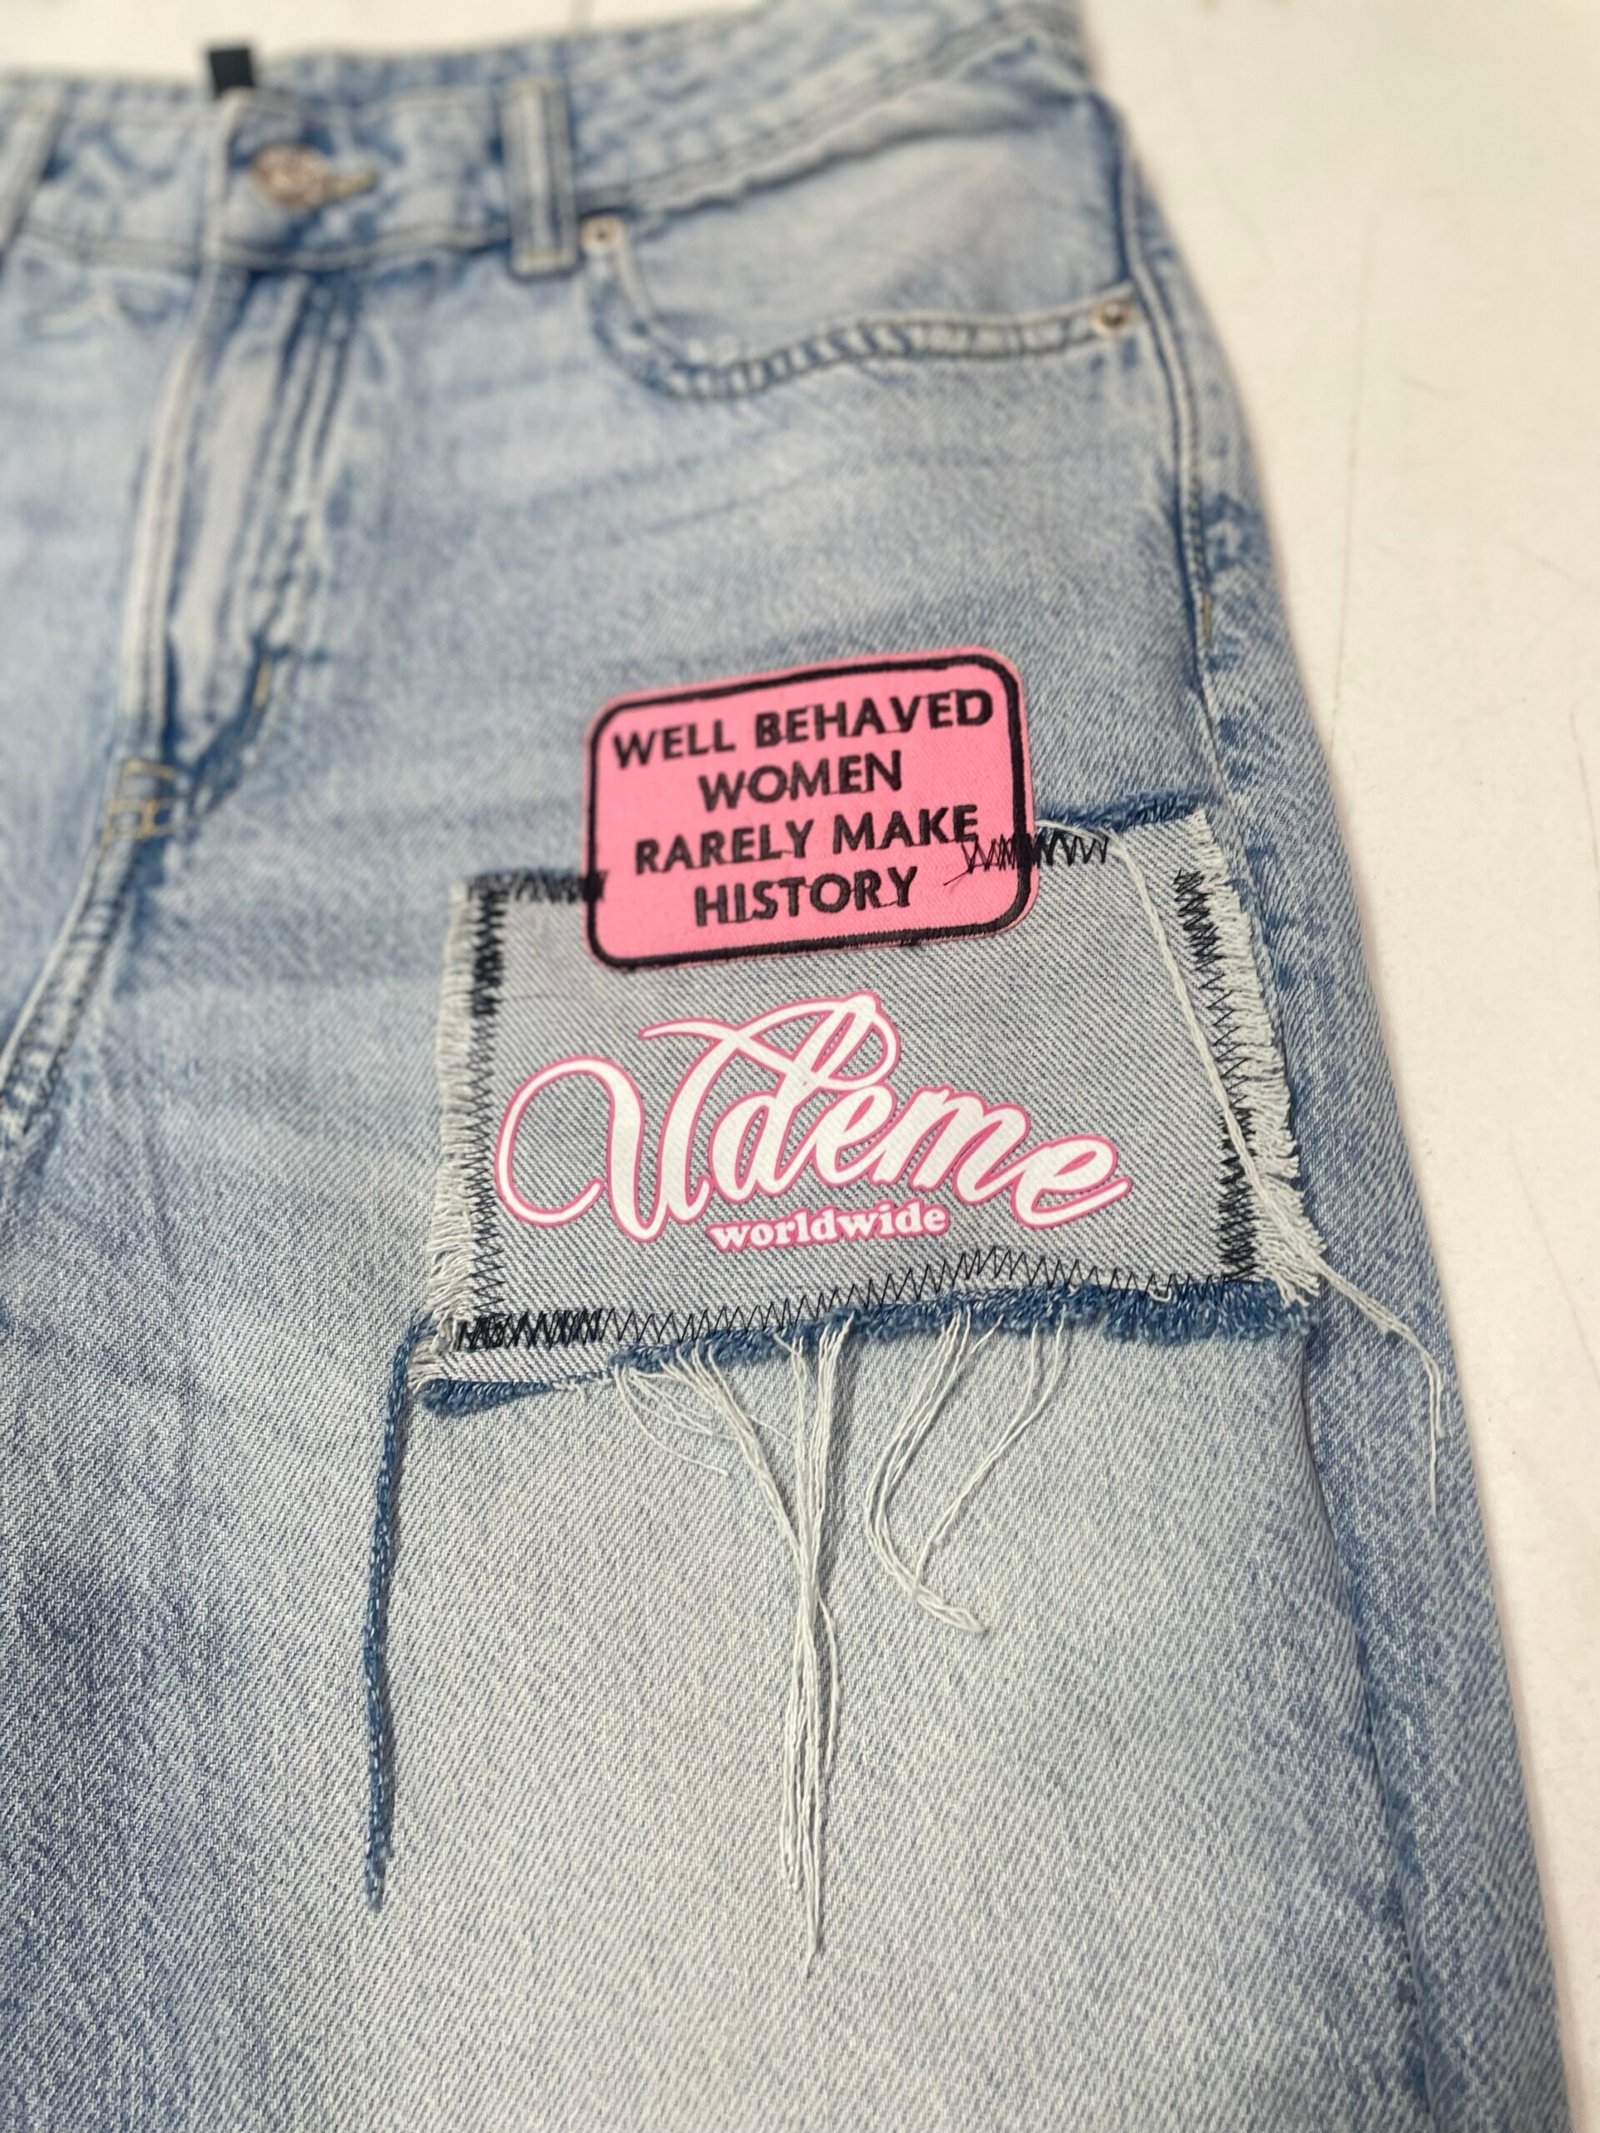 WELL BEHAVED
WOMEN
RARELY MAKE
HISTORY
Udeme
worldwide